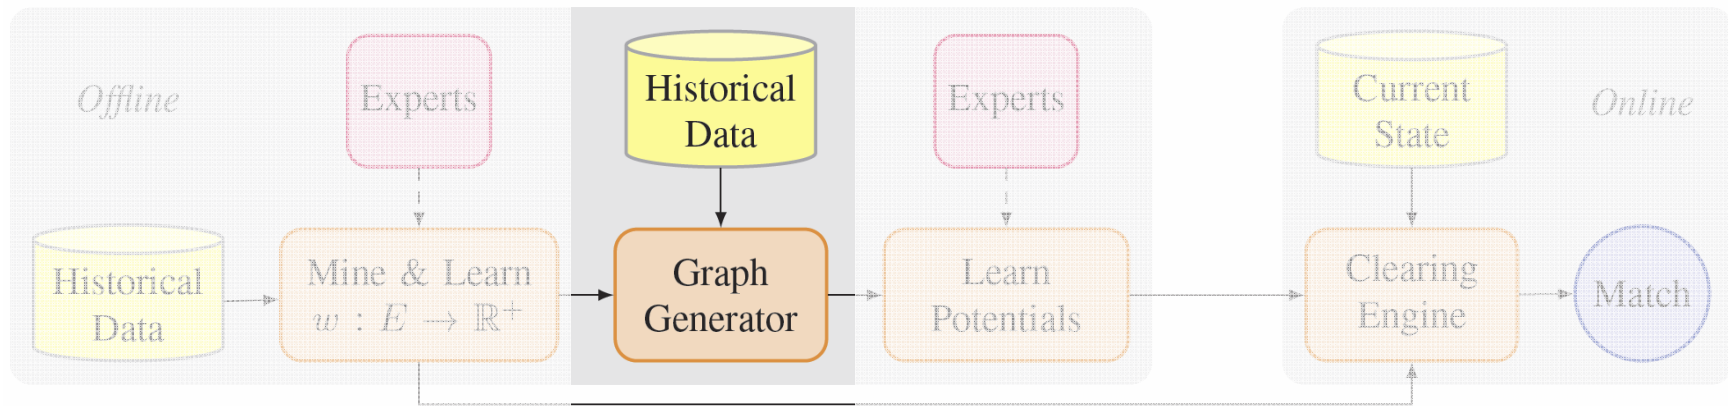 Offline
Experts
Historical
Data
Experts
Current
State
Online
Historical
Data
Mine & Learn
w : E → ℝ⁺
Graph
Generator
Learn
Potentials
Clearing
Engine
Match